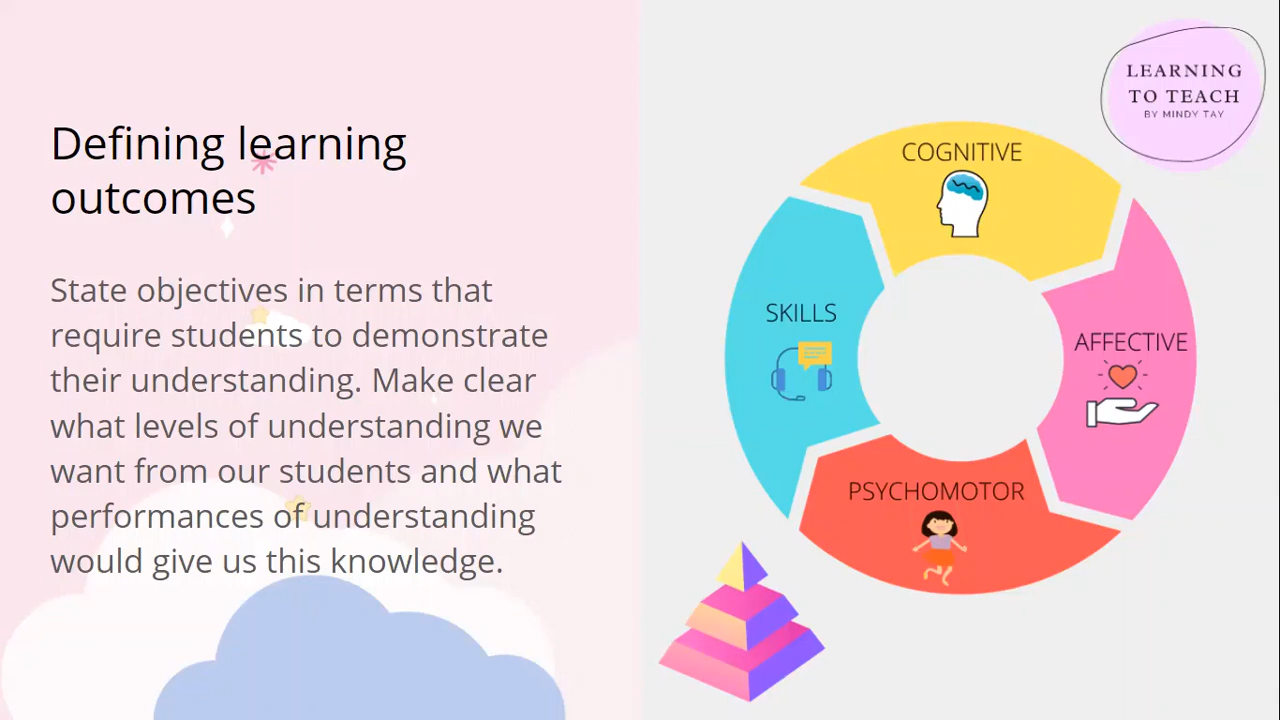 Defining learning
outcomes
State objectives in terms that
require students to demonstrate
their understanding. Make clear
what levels of understanding we
want from our students and what
performances of understanding
would give us this knowledge.
LEARNING
TO TEACH
BY MINDY TAY
COGNITIVE
SKILLS
AFFECTIVE
PSYCHOMOTOR